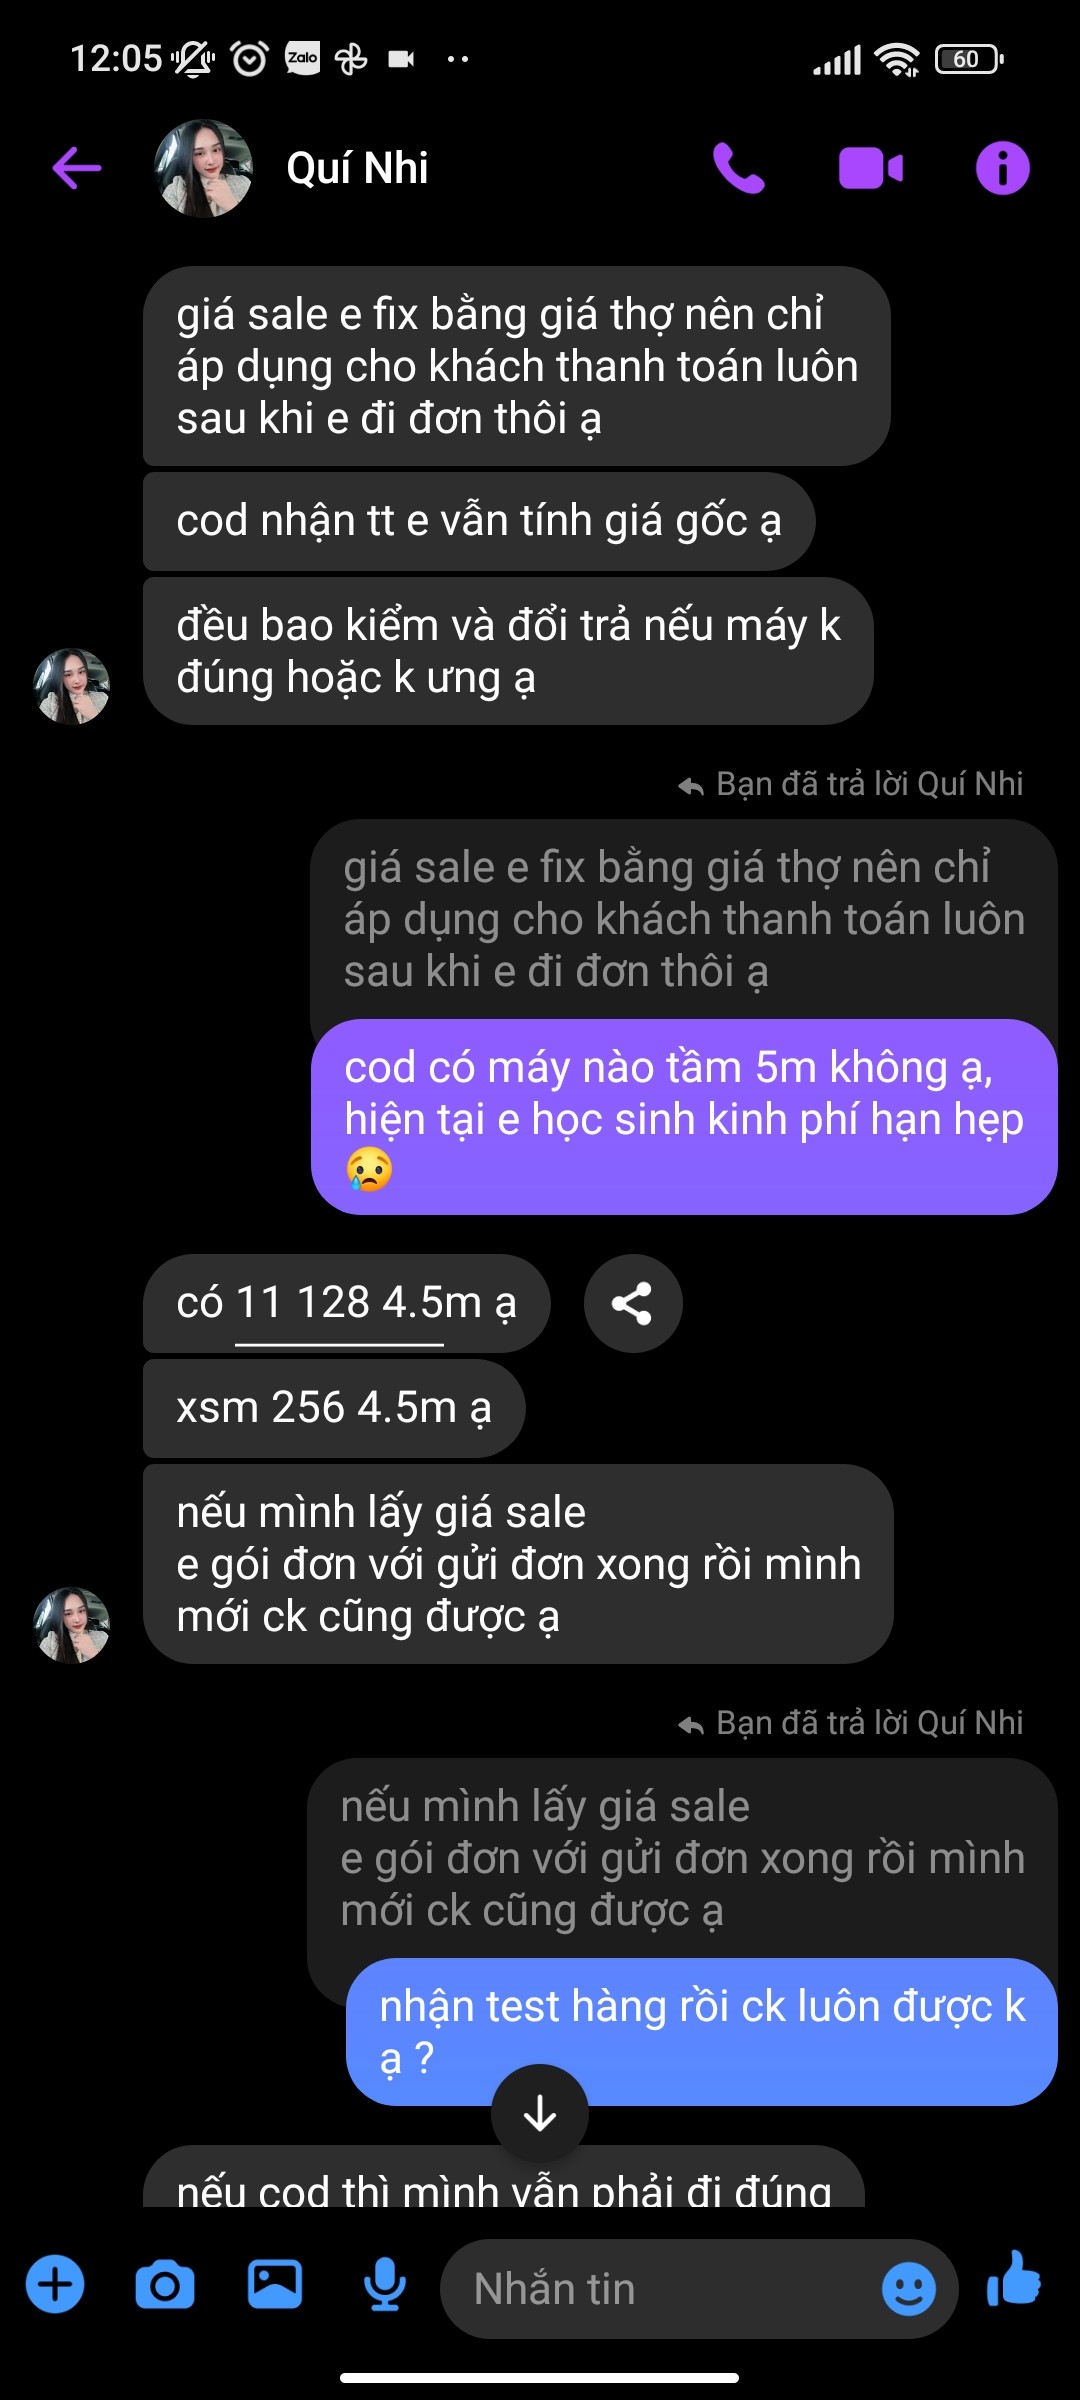 12:05
Zalo
60
Quí Nhi
giá sale e fix bằng giá thợ nên chỉ
áp dụng cho khách thanh toán luôn
sau khi e đi đơn thôi ạ
cod nhận tt e vẫn tính giá gốc ạ
đều bao kiểm và đổi trả nếu máy k
đúng hoặc k ưng ạ
Bạn đã trả lời Quí Nhi
giá sale e fix bằng giá thợ nên chỉ
áp dụng cho khách thanh toán luôn
sau khi e đi đơn thôi ạ
cod có máy nào tầm 5m không ạ,
hiện tại e học sinh kinh phí hạn hẹp
😥
có 11 128 4.5m ạ
xsm 256 4.5m ạ
nếu mình lấy giá sale
e gói đơn với gửi đơn xong rồi mình
mới ck cũng được ạ
Bạn đã trả lời Quí Nhi
nếu mình lấy giá sale
e gói đơn với gửi đơn xong rồi mình
mới ck cũng được ạ
nhận test hàng rồi ck luôn được k
ạ ?
nếu cod thì mình vẫn phải đi đúng
Nhắn tin